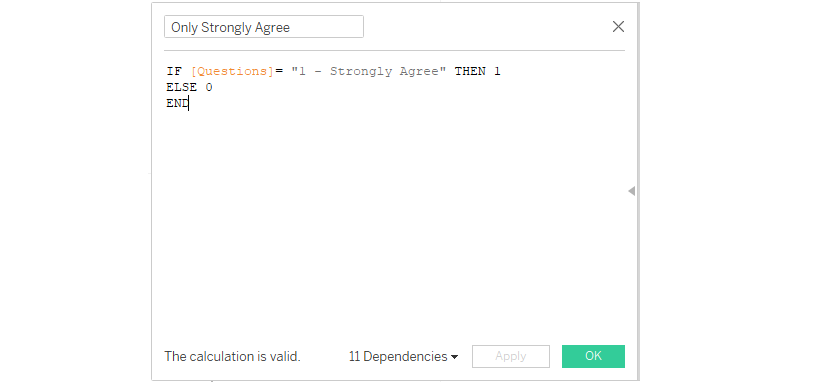 Only Strongly Agree
IF [Questions]= "1 - Strongly Agree" THEN 1
ELSE 0
END
The calculation is valid. 11 Dependencies Apply OK